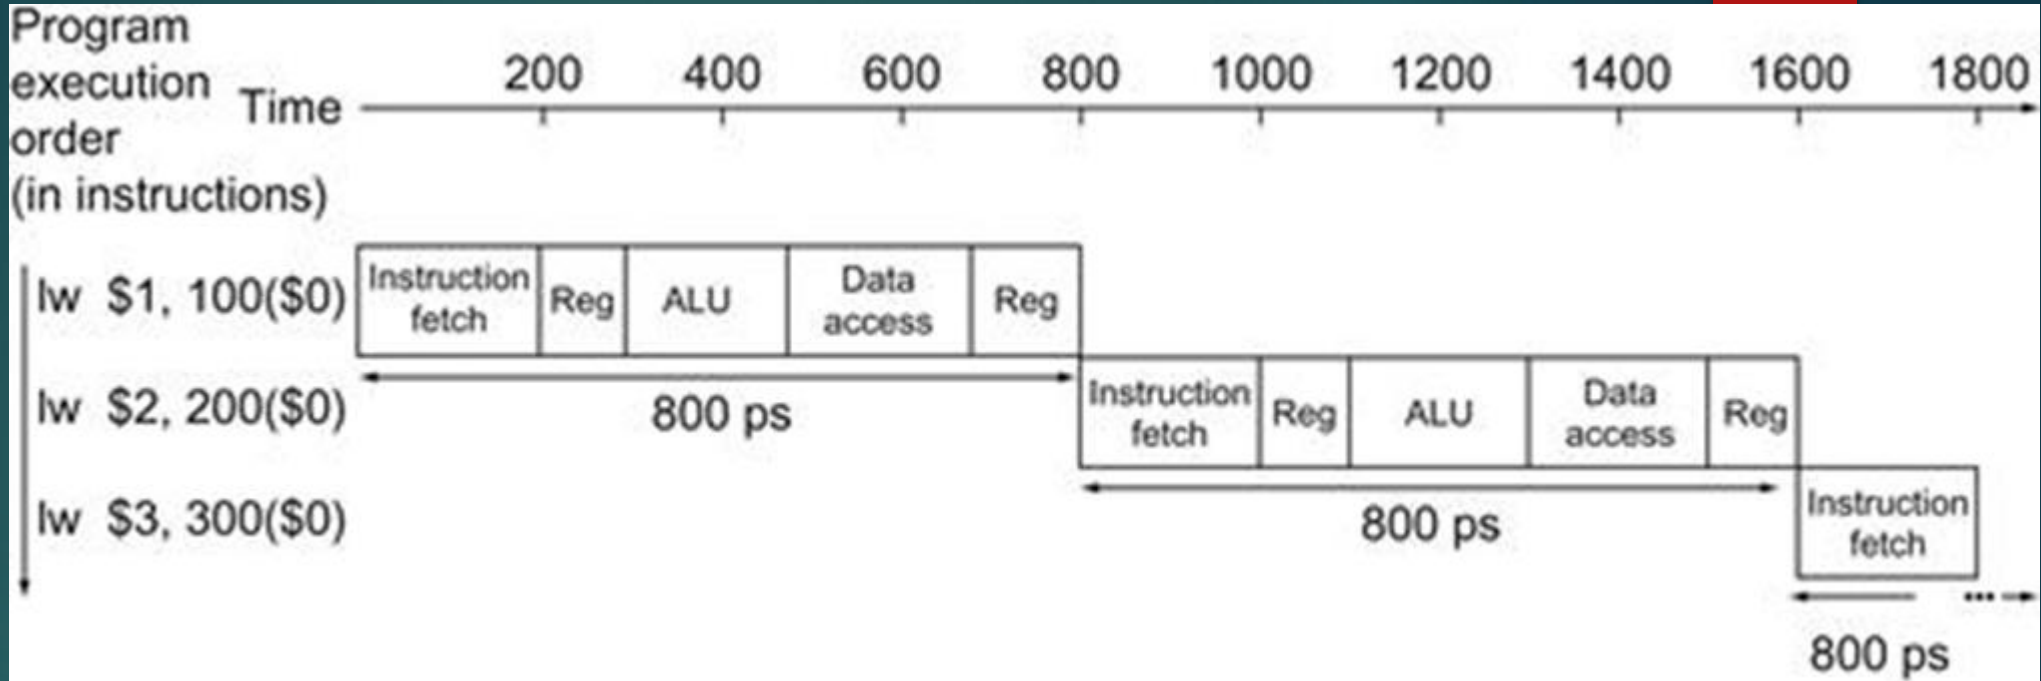 Program
execution
order
(in instructions)
Time
200 400 600 800 1000 1200 1400 1600 1800
lw $1, 100($0)
Instruction
fetch
Reg
ALU
Data
access
Reg
800 ps
lw $2, 200($0)
Instruction
fetch
Reg
ALU
Data
access
Reg
800 ps
lw $3, 300($0)
Instruction
fetch
...
800 ps